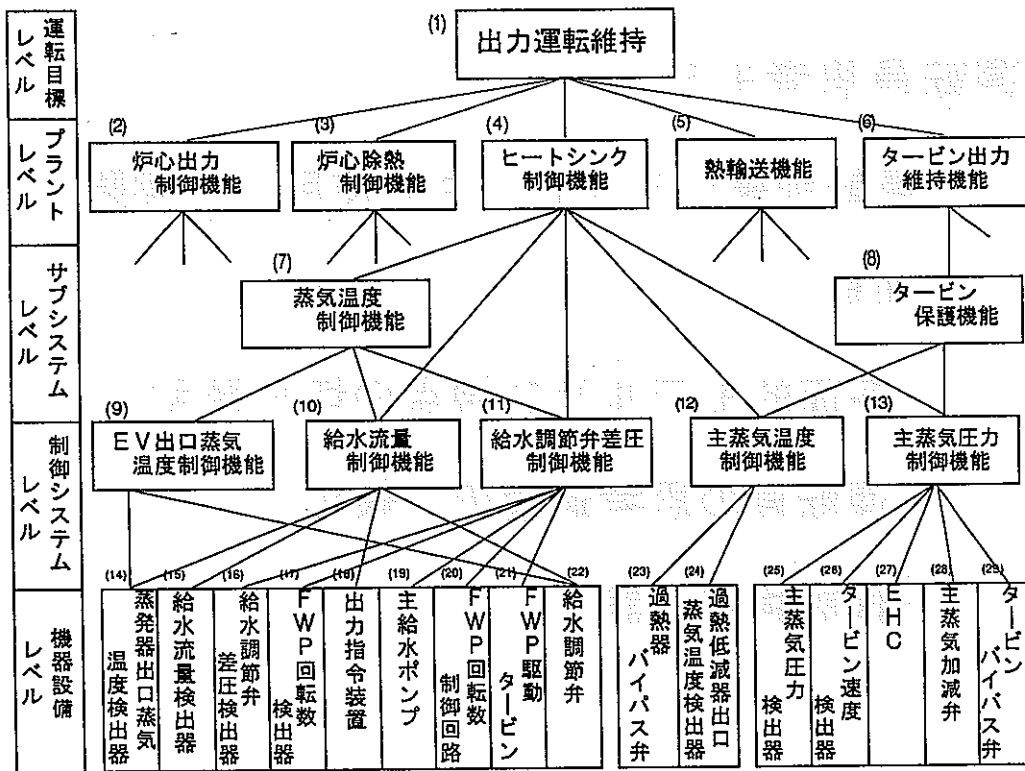 運転目標
レベル
(1)
出力運転維持
プラント
レベル
(2)
炉心出力
制御機能
(3)
炉心除熱
制御機能
(4)
ヒートシンク
制御機能
(5)
熱輸送機能
(6)
タービン出力
維持機能
サブシステム
レベル
(7)
蒸気温度
制御機能
(8)
タービン
保護機能
制御システム
レベル
(9)
EV出口蒸気
温度制御機能
(10)
給水流量
制御機能
(11)
給水調節弁差圧
制御機能
(12)
主蒸気温度
制御機能
(13)
主蒸気圧力
制御機能
機器設備
レベル
(14)
蒸発器出口蒸気
温度検出器
(15)
給水流量検出器
(16)
給水調節弁
差圧検出器
(17)
FWP回転数
検出器
(18)
出力指令装置
(19)
主給水ポンプ
(20)
FWP回転数
制御回路
(21)
FWP駆動
タービン
(22)
給水調節弁
(23)
過熱器
バイパス弁
(24)
過熱低減器出口
蒸気温度検出器
(25)
主蒸気圧力
検出器
(26)
タービン速度
検出器
(27)
EHC
(28)
主蒸気加減弁
(29)
タービン
バイパス弁